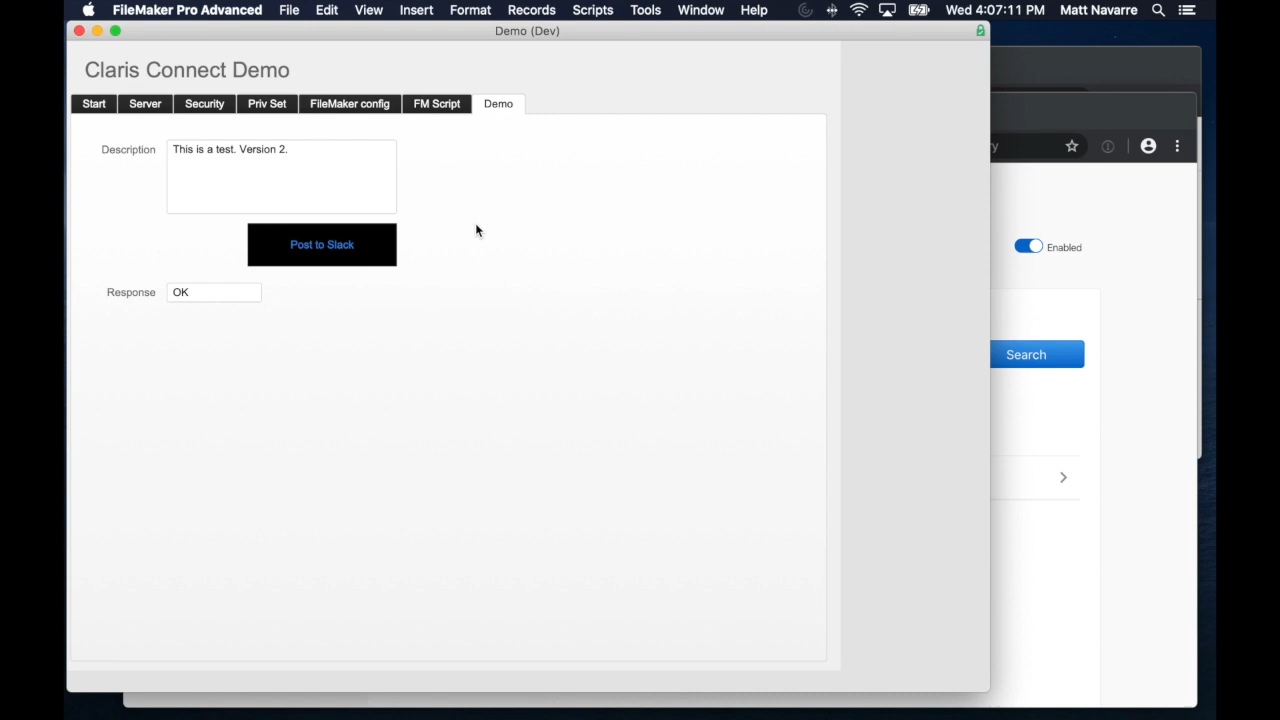 FileMaker Pro Advanced File Edit View Insert Format Records Scripts Tools Window Help Wed 4:07:11 PM Matt Navarre
Demo (Dev)
Claris Connect Demo
Start Server Security Priv Set FileMaker config FM Script Demo
Description This is a test. Version 2.
Post to Slack
Response OK
y
Enabled
Search